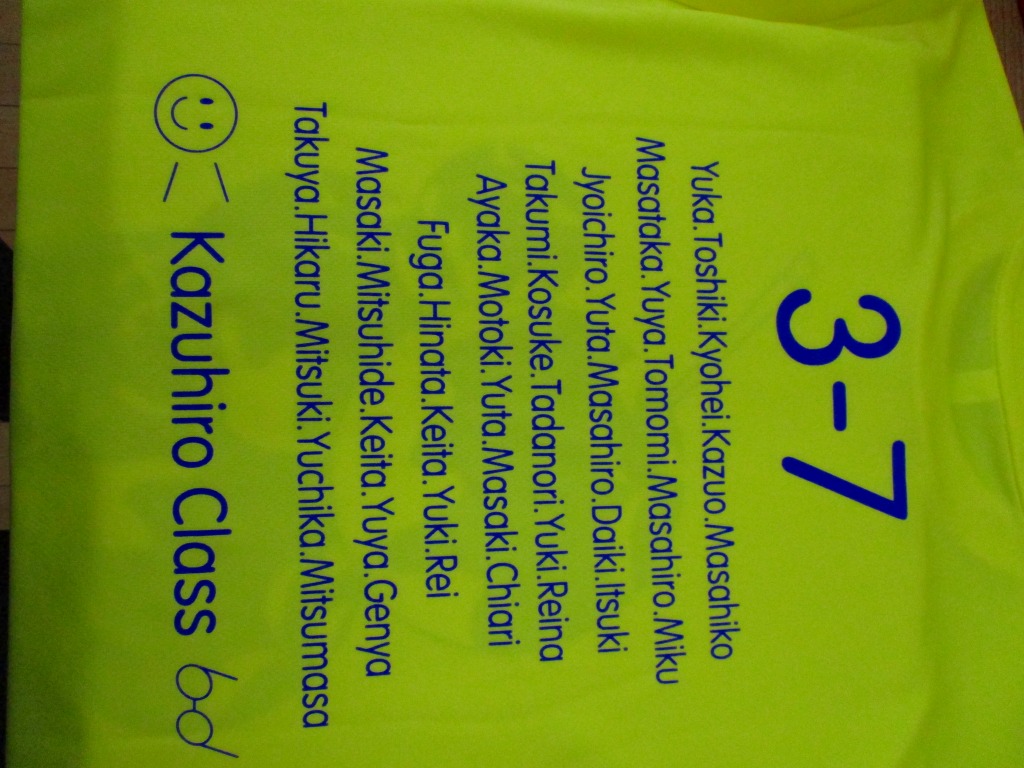 3-7
Yuka.Toshiki.Kyohei.Kazuo.Masahiko
Masataka.Yuya.Tomomi.Masahiro.Miku
Jyoichiro.Yuta.Masahiro.Daiki.Itsuki
Takumi.Kosuke.Tadanori.Yuki.Reina
Ayaka.Motoki.Yuta.Masaki.Chiari
Fuga.Hinata.Keita.Yuki.Rei
Masaki.Mitsuhide.Keita.Yuya.Genya
Takuya.Hikaru.Mitsuki.Yuchika.Mitsumasa
Kazuhiro Class